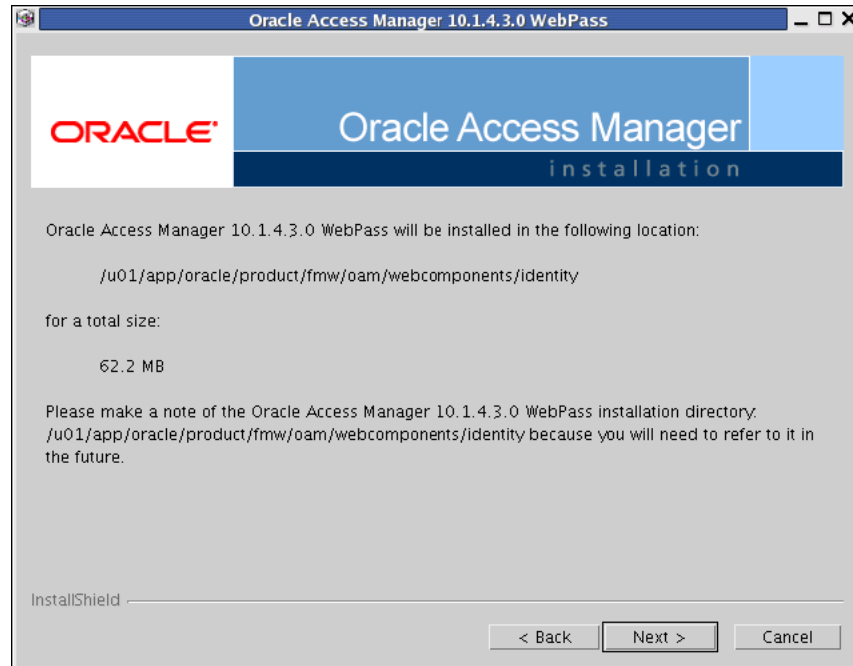 Oracle Access Manager 10.1.4.3.0 WebPass
ORACLE
Oracle Access Manager
installation
Oracle Access Manager 10.1.4.3.0 WebPass will be installed in the following location:
/u01/app/oracle/product/fmw/oam/webcomponents/identity
for a total size:
62.2 MB
Please make a note of the Oracle Access Manager 10.1.4.3.0 WebPass installation directory:
/u01/app/oracle/product/fmw/oam/webcomponents/identity because you will need to refer to it in
the future.
InstallShield
< Back Next > Cancel